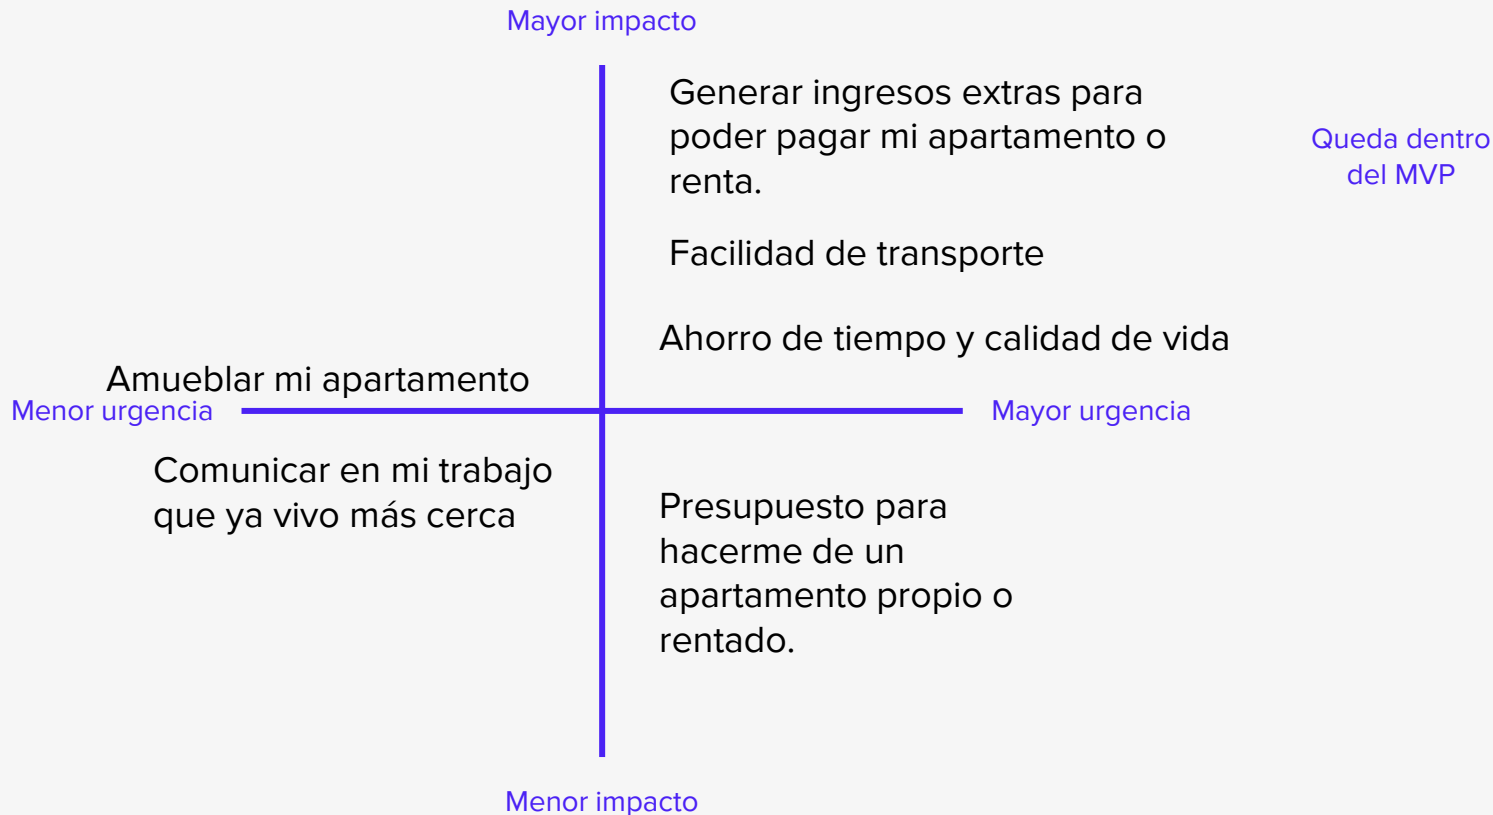 Mayor impacto
Generar ingresos extras para
poder pagar mi apartamento o
renta.
Queda dentro
del MVP
Facilidad de transporte
Ahorro de tiempo y calidad de vida
Amueblar mi apartamento
Menor urgencia
Mayor urgencia
Comunicar en mi trabajo
que ya vivo más cerca
Presupuesto para
hacerme de un
apartamento propio o
rentado.
Menor impacto